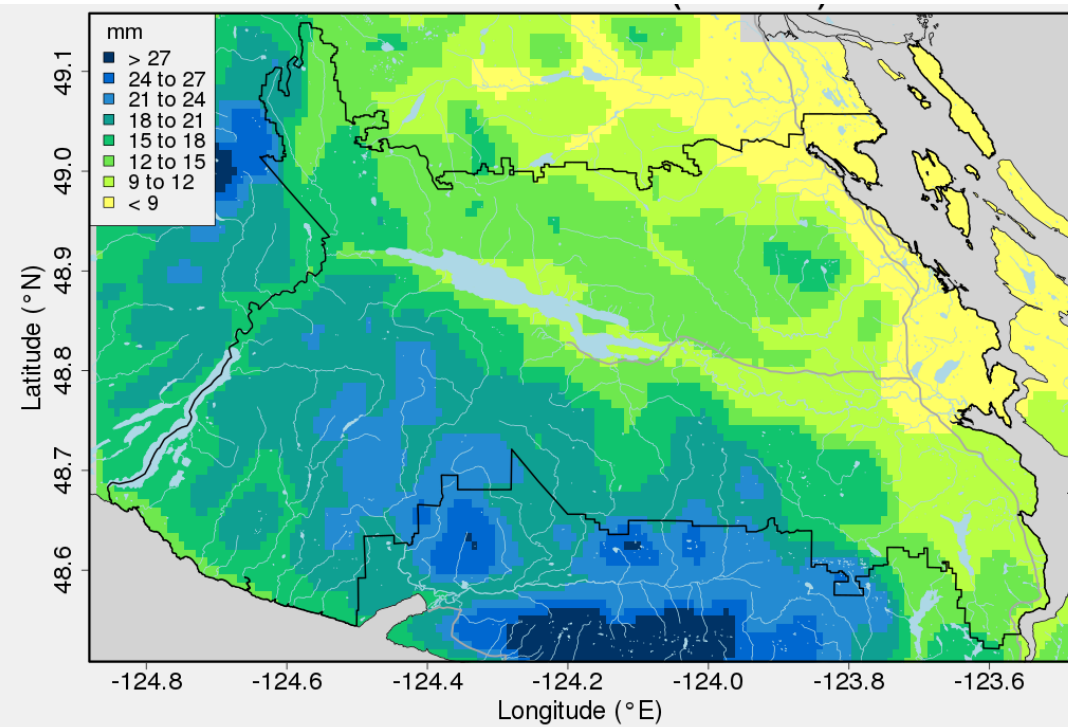 mm
> 27
24 to 27
21 to 24
18 to 21
15 to 18
12 to 15
9 to 12
< 9
49.1
49.0
48.9
48.8
48.7
48.6
Latitude (°N)
-124.8 -124.6 -124.4 -124.2 -124.0 -123.8 -123.6
Longitude (°E)